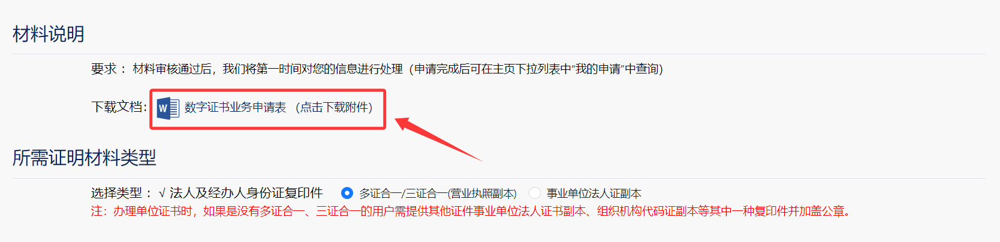 材料说明
要求 ：材料审核通过后，我们将第一时间对您的信息进行处理（申请完成后可在主页下拉列表中“我的申请”中查询）
下载文档： W 数字证书业务申请表 （点击下载附件）
所需证明材料类型
选择类型 ：√ 法人及经办人身份证复印件 多证合一/三证合一(营业执照副本) 事业单位法人证副本
注：办理单位证书时，如果是没有多证合一、三证合一的用户需提供其他证件事业单位法人证书副本、组织机构代码证副本等其中一种复印件并加盖公章。